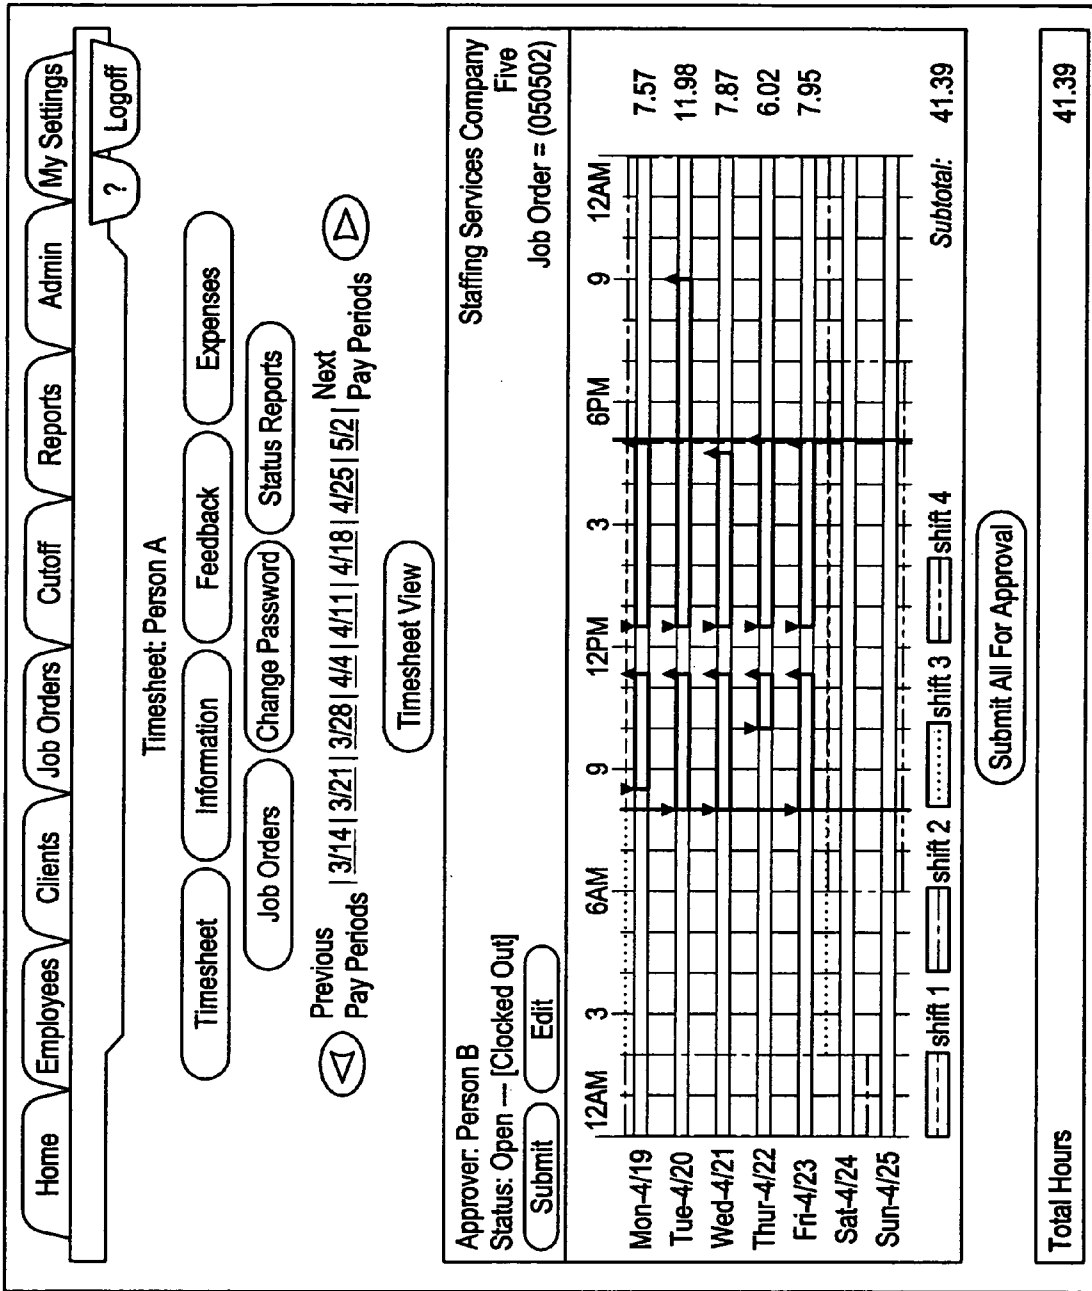 Home Employees Clients Job Orders Cutoff Reports Admin My Settings
? Logoff
Timesheet: Person A
Timesheet Information Feedback Expenses
Job Orders Change Password Status Reports
Previous
Pay Periods | 3/14 | 3/21 | 3/28 | 4/4 | 4/11 | 4/18 | 4/25 | 5/2 | Next
Pay Periods
Timesheet View
Approver: Person B
Status: Open --- [Clocked Out]
Submit Edit
Staffing Services Company
Five
Job Order = (050502)
12AM 3 6AM 9 12PM 3 6PM 9 12AM
Mon-4/19 7.57
Tue-4/20 11.98
Wed-4/21 7.87
Thur-4/22 6.02
Fri-4/23 7.95
Sat-4/24
Sun-4/25
shift 1 shift 2 shift 3 shift 4 Subtotal: 41.39
Submit All For Approval
Total Hours 41.39